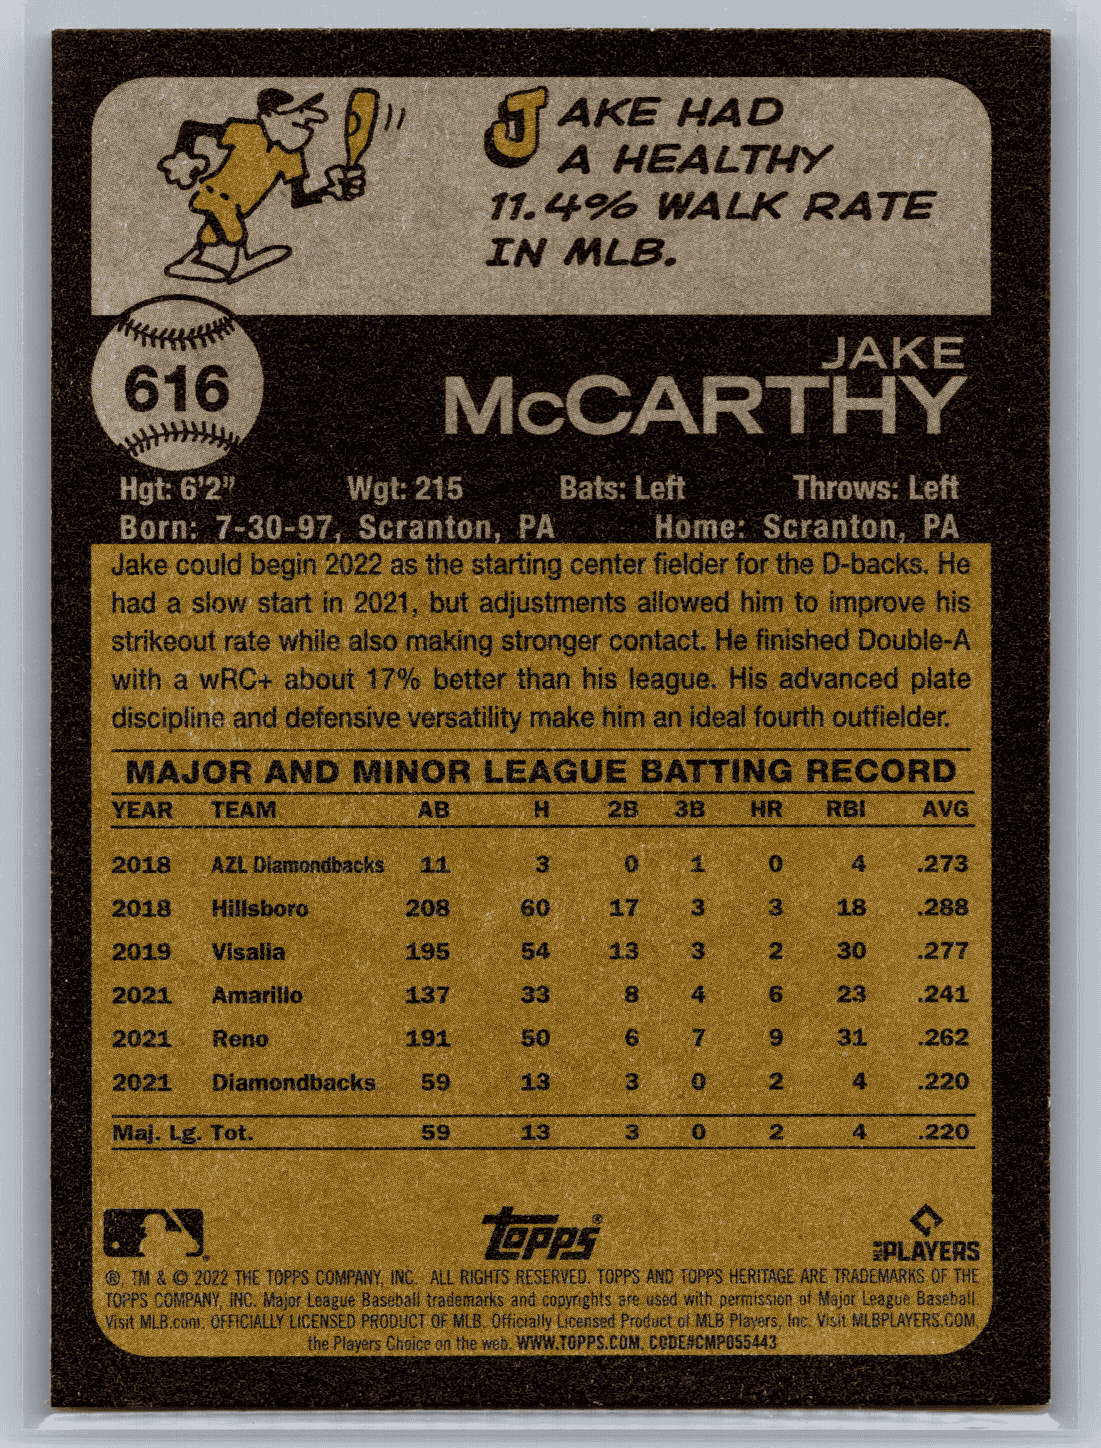 JAKE HAD
A HEALTHY
11.4% WALK RATE
IN MLB.
616
JAKE
McCARTHY
Hgt: 6'2" Wgt: 215 Bats: Left Throws: Left
Born: 7-30-97, Scranton, PA Home: Scranton, PA
Jake could begin 2022 as the starting center fielder for the D-backs. He
had a slow start in 2021, but adjustments allowed him to improve his
strikeout rate while also making stronger contact. He finished Double-A
with a wRC+ about 17% better than his league. His advanced plate
discipline and defensive versatility make him an ideal fourth outfielder.
MAJOR AND MINOR LEAGUE BATTING RECORD
YEAR TEAM AB H 2B 3B HR RBI AVG
2018 AZL Diamondbacks 11 3 0 1 0 4 .273
2018 Hillsboro 208 60 17 3 3 18 .288
2019 Visalia 195 54 13 3 2 30 .277
2021 Amarillo 137 33 8 4 6 23 .241
2021 Reno 191 50 6 7 9 31 .262
2021 Diamondbacks 59 13 3 0 2 4 .220
Maj. Lg. Tot. 59 13 3 0 2 4 .220
Topps® MLB PLAYERS
®, TM & © 2022 THE TOPPS COMPANY, INC. ALL RIGHTS RESERVED. TOPPS AND TOPPS HERITAGE ARE TRADEMARKS OF THE
TOPPS COMPANY, INC. Major League Baseball trademarks and copyrights are used with permission of Major League Baseball.
Visit MLB.com. OFFICIALLY LICENSED PRODUCT OF MLB. Officially Licensed Product of MLB Players, Inc. Visit MLBPLAYERS.COM,
the Players Choice on the web. WWW.TOPPS.COM. CODE#CMP055443